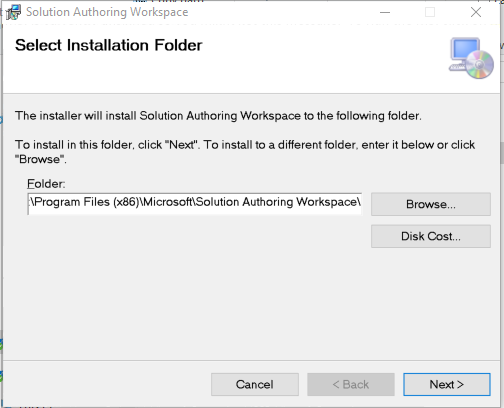 Solution Authoring Workspace
Select Installation Folder
The installer will install Solution Authoring Workspace to the following folder.
To install in this folder, click "Next". To install to a different folder, enter it below or click
"Browse".
Folder:
:\Program Files (x86)\Microsoft\Solution Authoring Workspace\
Browse...
Disk Cost...
Cancel
< Back
Next >